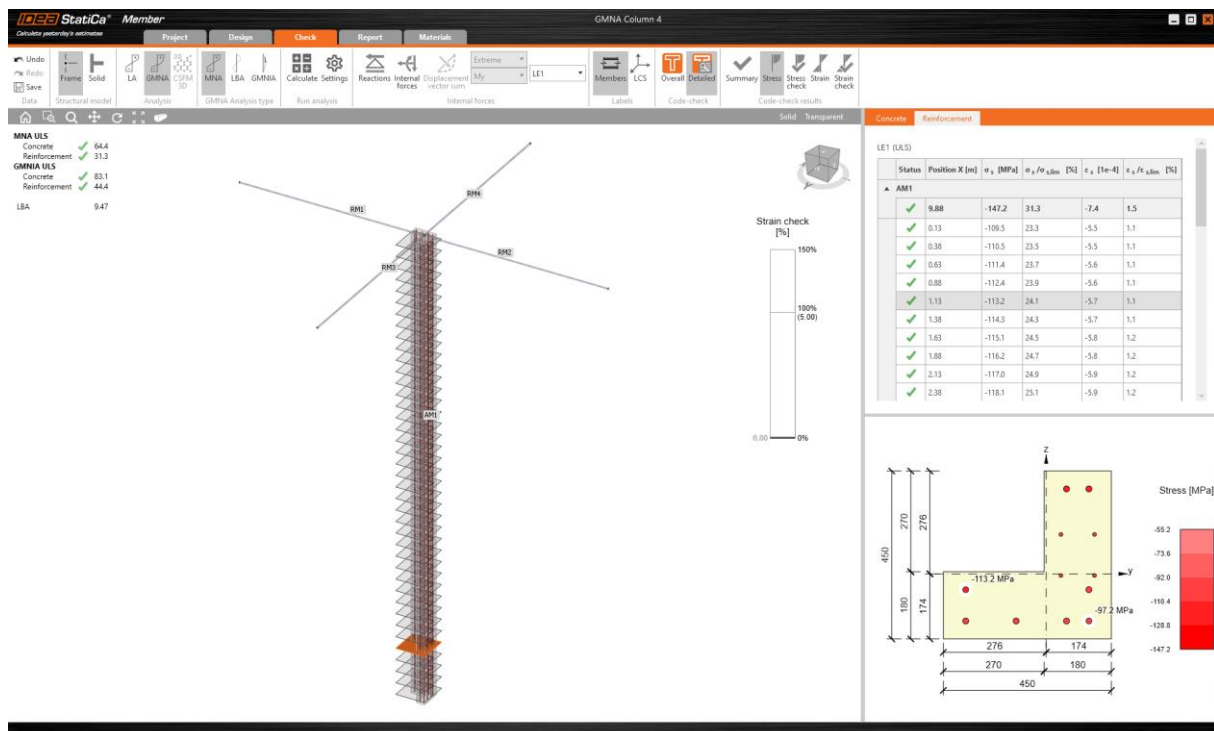 IDEA StatiCa® Member
Calculate yesterday's estimates
GMNA Column 4
Project Design Check Report Materials
Undo
Redo
Save
Data
Frame Solid
Structural model
LA GMNA CSFM 3D
Analysis
MNA LBA GMNIA
GMNA Analysis type
Calculate Settings
Run analysis
Reactions Internal forces Displacement vector sum
Extreme
My
LE1
Internal forces
Members LCS
Labels
Overall Detailed
Code-check
Summary Stress Stress check Strain Strain check
Code-check results
Solid Transparent
MNA ULS
Concrete 64.4
Reinforcement 31.3
GMNIA ULS
Concrete 83.1
Reinforcement 44.4
LBA 9.47
RM4
RM1
RM2
RM3
AM1
Strain check
[%]
150%
100%
(5.00)
0.00 0%
Concrete Reinforcement
LE1 (ULS)
Status Position X [m] σ s [MPa] σ s/σ s,lim [%] ε s [1e-4] ε s/ε s,lim [%]
AM1
9.88 -147.2 31.3 -7.4 1.5
0.13 -109.5 23.3 -5.5 1.1
0.38 -110.5 23.5 -5.5 1.1
0.63 -111.4 23.7 -5.6 1.1
0.88 -112.4 23.9 -5.6 1.1
1.13 -113.2 24.1 -5.7 1.1
1.38 -114.3 24.3 -5.7 1.1
1.63 -115.1 24.5 -5.8 1.2
1.88 -116.2 24.7 -5.8 1.2
2.13 -117.0 24.9 -5.9 1.2
2.38 -118.1 25.1 -5.9 1.2
z
Stress [MPa]
450
270
276
180
174
-113.2 MPa
y
-97.2 MPa
276 174
270 180
450
-55.2
-73.6
-92.0
-110.4
-128.8
-147.2